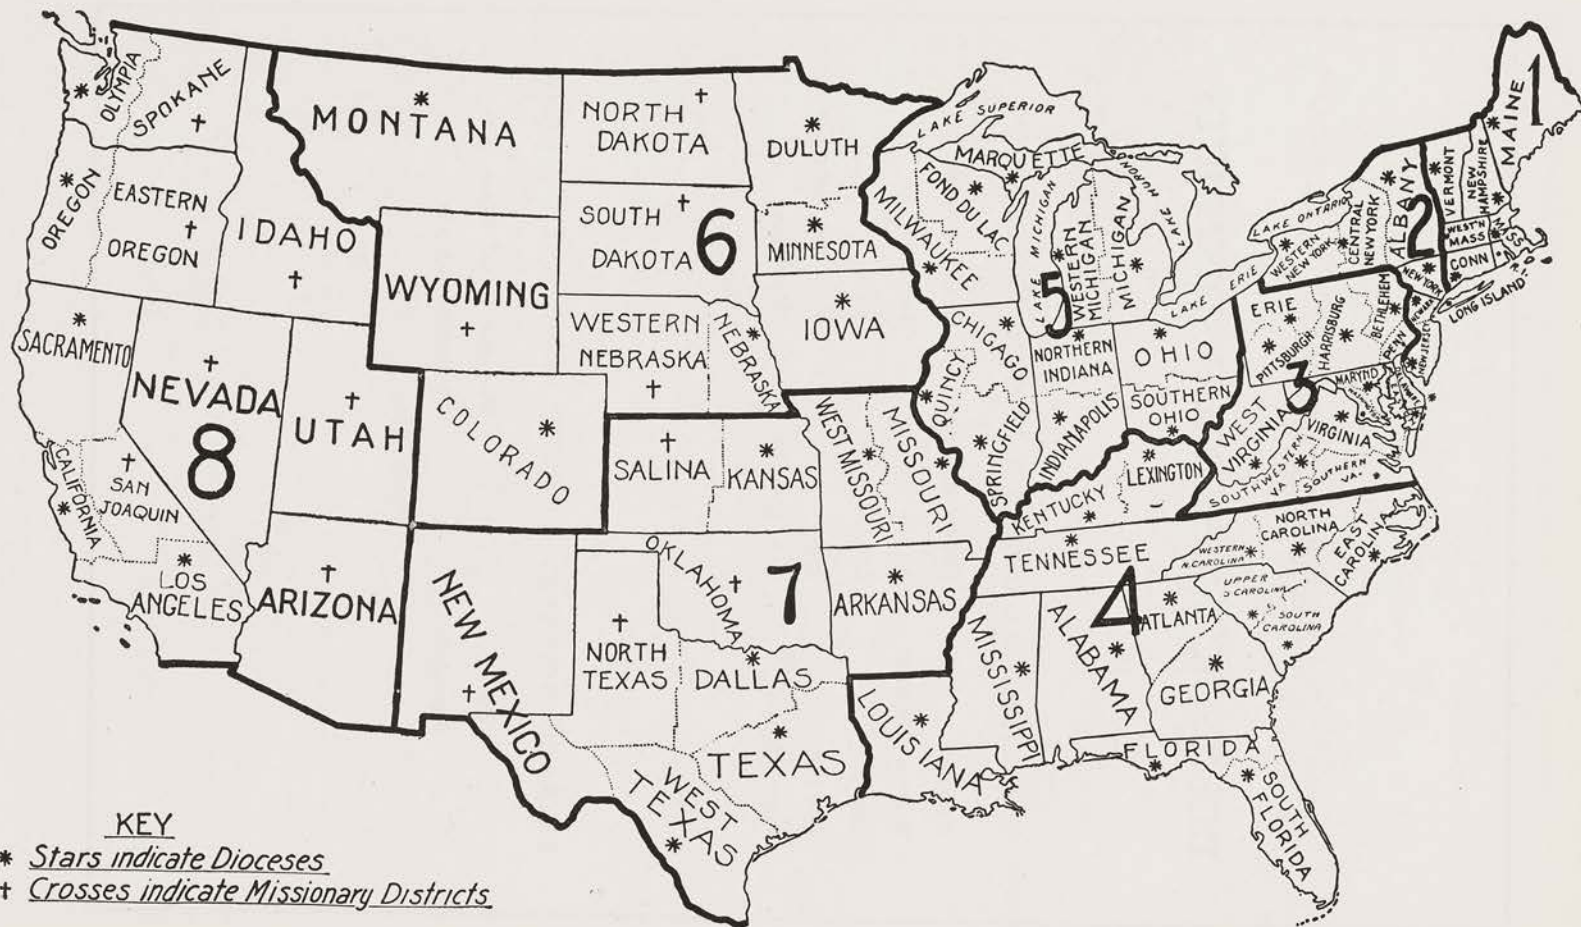 OLYMPIA
SPOKANE
OREGON
EASTERN
OREGON
IDAHO
MONTANA
WYOMING
NORTH
DAKOTA
SOUTH
DAKOTA
6
WESTERN
NEBRASKA
NEBRASKA
DULUTH
MINNESOTA
IOWA
SACRAMENTO
NEVADA
8
UTAH
CALIFORNIA
SAN
JOAQUIN
LOS
ANGELES
ARIZONA
COLORADO
SALINA
KANSAS
WEST MISSOURI
MISSOURI
NEW MEXICO
OKLAHOMA
7
ARKANSAS
NORTH
TEXAS
DALLAS
TEXAS
WEST
TEXAS
LAKE SUPERIOR
MARQUETTE
FOND DU LAC
MILWAUKEE
LAKE MICHIGAN
WESTERN
MICHIGAN
MICHIGAN
LAKE HURON
5
CHIGAGO
QUINCY
SPRINGFIELD
NORTHERN
INDIANA
INDIANAPOLIS
OHIO
SOUTHERN
OHIO
LAKE ERIE
LAKE ONTARIO
WESTERN
NEW YORK
CENTRAL
NEW YORK
ALBANY
2
NEW YORK
LONG ISLAND
MAINE
1
VERMONT
NEW
HAMPSHIRE
WEST'N
MASS
MASS
CONN
R.I.
ERIE
PITTSBURGH
HARRISBURG
BETHLEHEM
PENN
NEWARK
NEW JERSEY
3
MARYND
WEST
VIRGINIA
VIRGINIA
SOUTHWESTERN
VA
SOUTHERN
VA
KENTUCKY
LEXINGTON
TENNESSEE
WESTERN
N. CAROLINA
NORTH
CAROLINA
EAST
CAROLINA
UPPER
S CAROLINA
SOUTH
CAROLINA
4
MISSISSIPPI
ALABAMA
ATLANTA
GEORGIA
LOUISIANA
FLORIDA
SOUTH
FLORIDA
KEY
* Stars indicate Dioceses
† Crosses indicate Missionary Districts